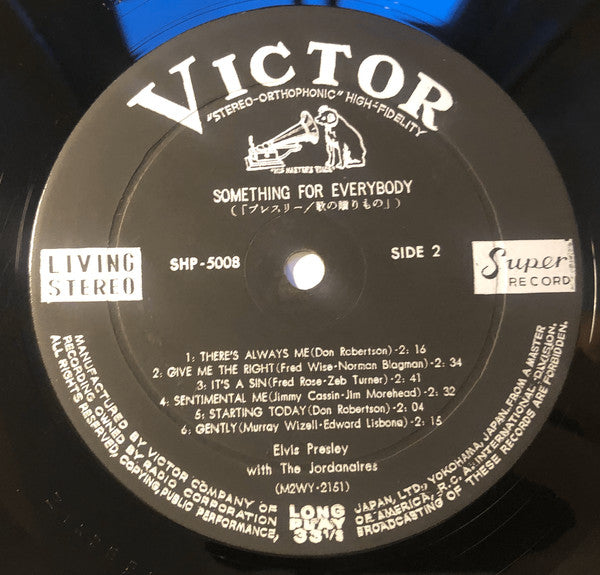 VICTOR
"STEREO-ORTHOPHONIC" HIGH-FIDELITY
"HIS MASTER'S VOICE"
SOMETHING FOR EVERYBODY
(「プレスリー/歌の贈りもの」)
LIVING
STEREO
SHP-5008
SIDE 2
Super
RECORD
1: THERE'S ALWAYS ME(Don Robertson)-2: 16
2: GIVE ME THE RIGHT(Fred Wise-Norman Blagman)-2: 34
3: IT'S A SIN(Fred Rose-Zeb Turner)-2: 41
4: SENTIMENTAL ME(Jimmy Cassin-Jim Morehead)-2: 32
5: STARTING TODAY(Don Robertson)-2: 04
6: GENTLY(Murray Wizell-Edward Lisbona)-2: 15
Elvis Presley
with The Jordanaires
(M2WY-2151)
LONG
PLAY
33 1/3
MANUFACTURED BY VICTOR COMPANY OF JAPAN, LTD., YOKOHAMA, JAPAN, FROM A MASTER
RECORDING OWNED BY RADIO CORPORATION OF AMERICA, R.C.A. INTERNATIONAL DIVISION.
ALL RIGHTS RESERVED, COPYING, PUBLIC PERFORMANCE, BROADCASTING OF THESE RECORDS ARE FORBIDDEN.